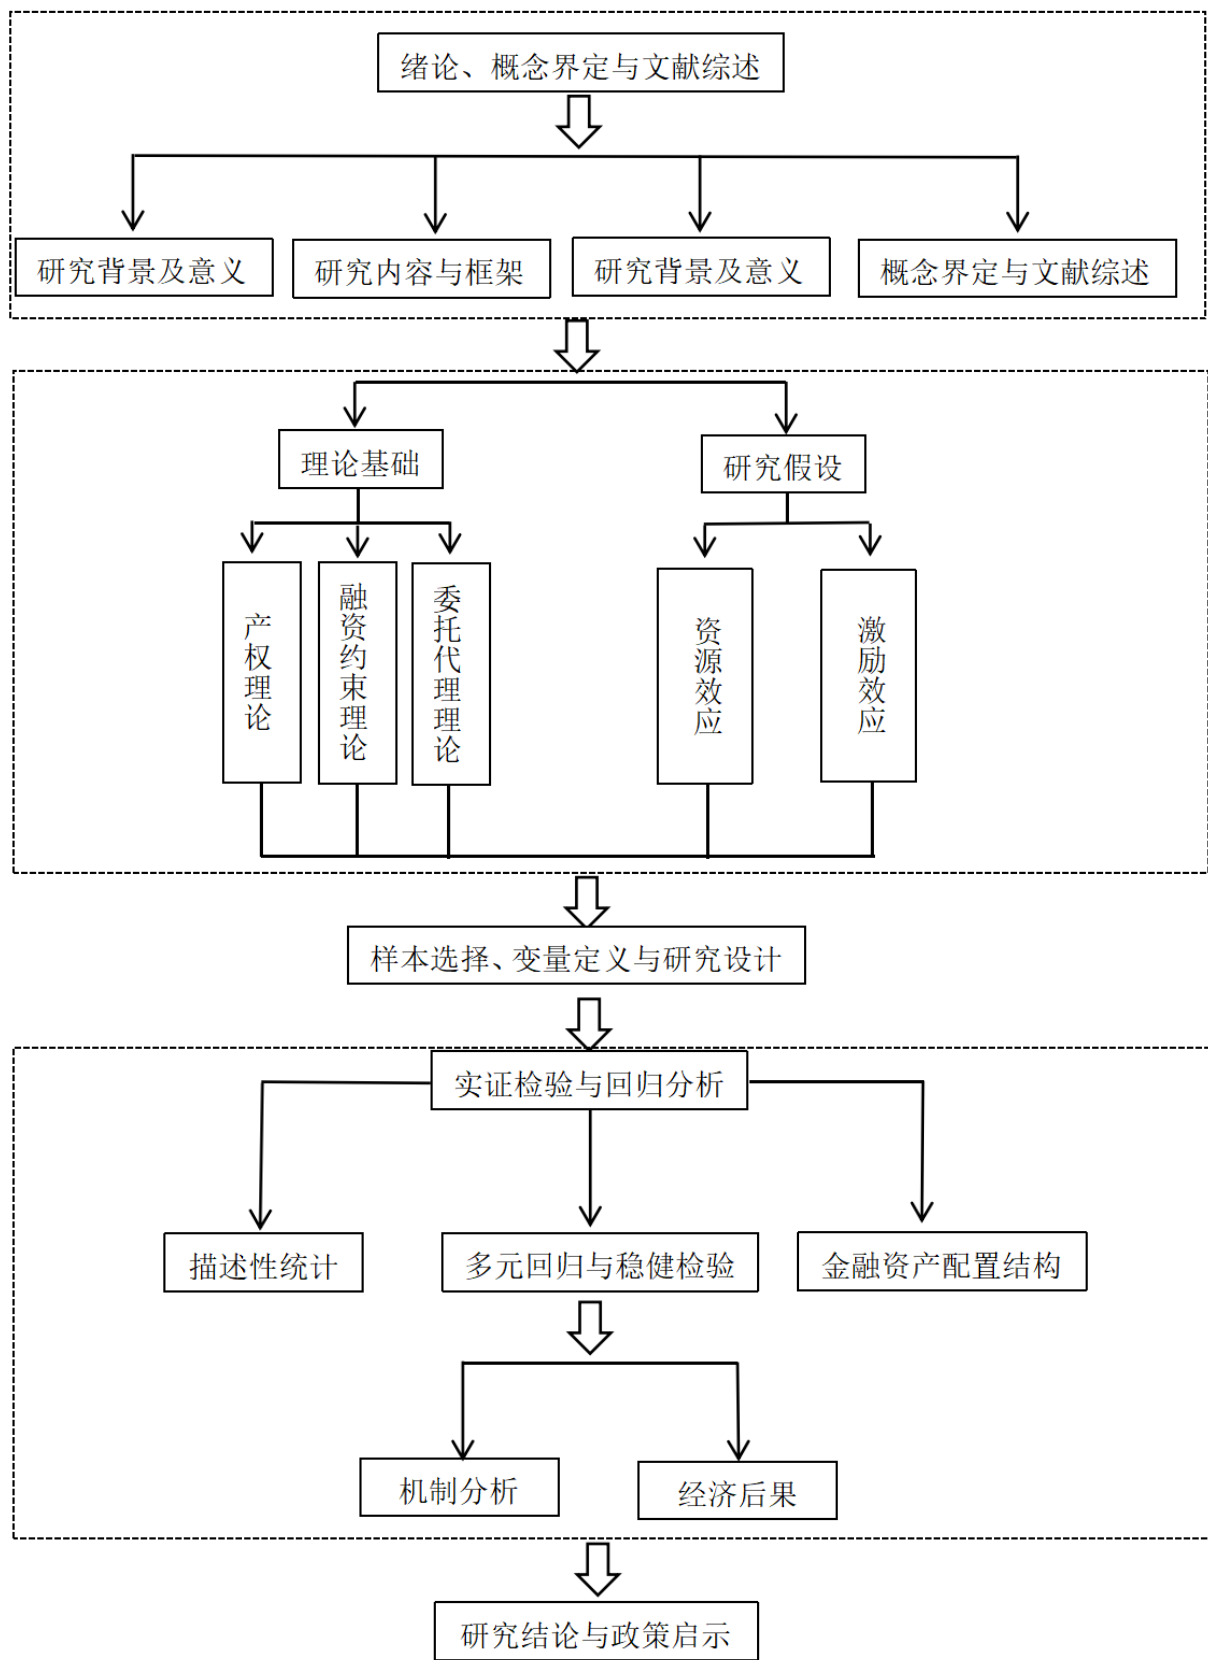 绪论、概念界定与文献综述
研究背景及意义
研究内容与框架
研究背景及意义
概念界定与文献综述
理论基础
研究假设
产权理论
融资约束理论
委托代理理论
资源效应
激励效应
样本选择、变量定义与研究设计
实证检验与回归分析
描述性统计
多元回归与稳健检验
金融资产配置结构
机制分析
经济后果
研究结论与政策启示